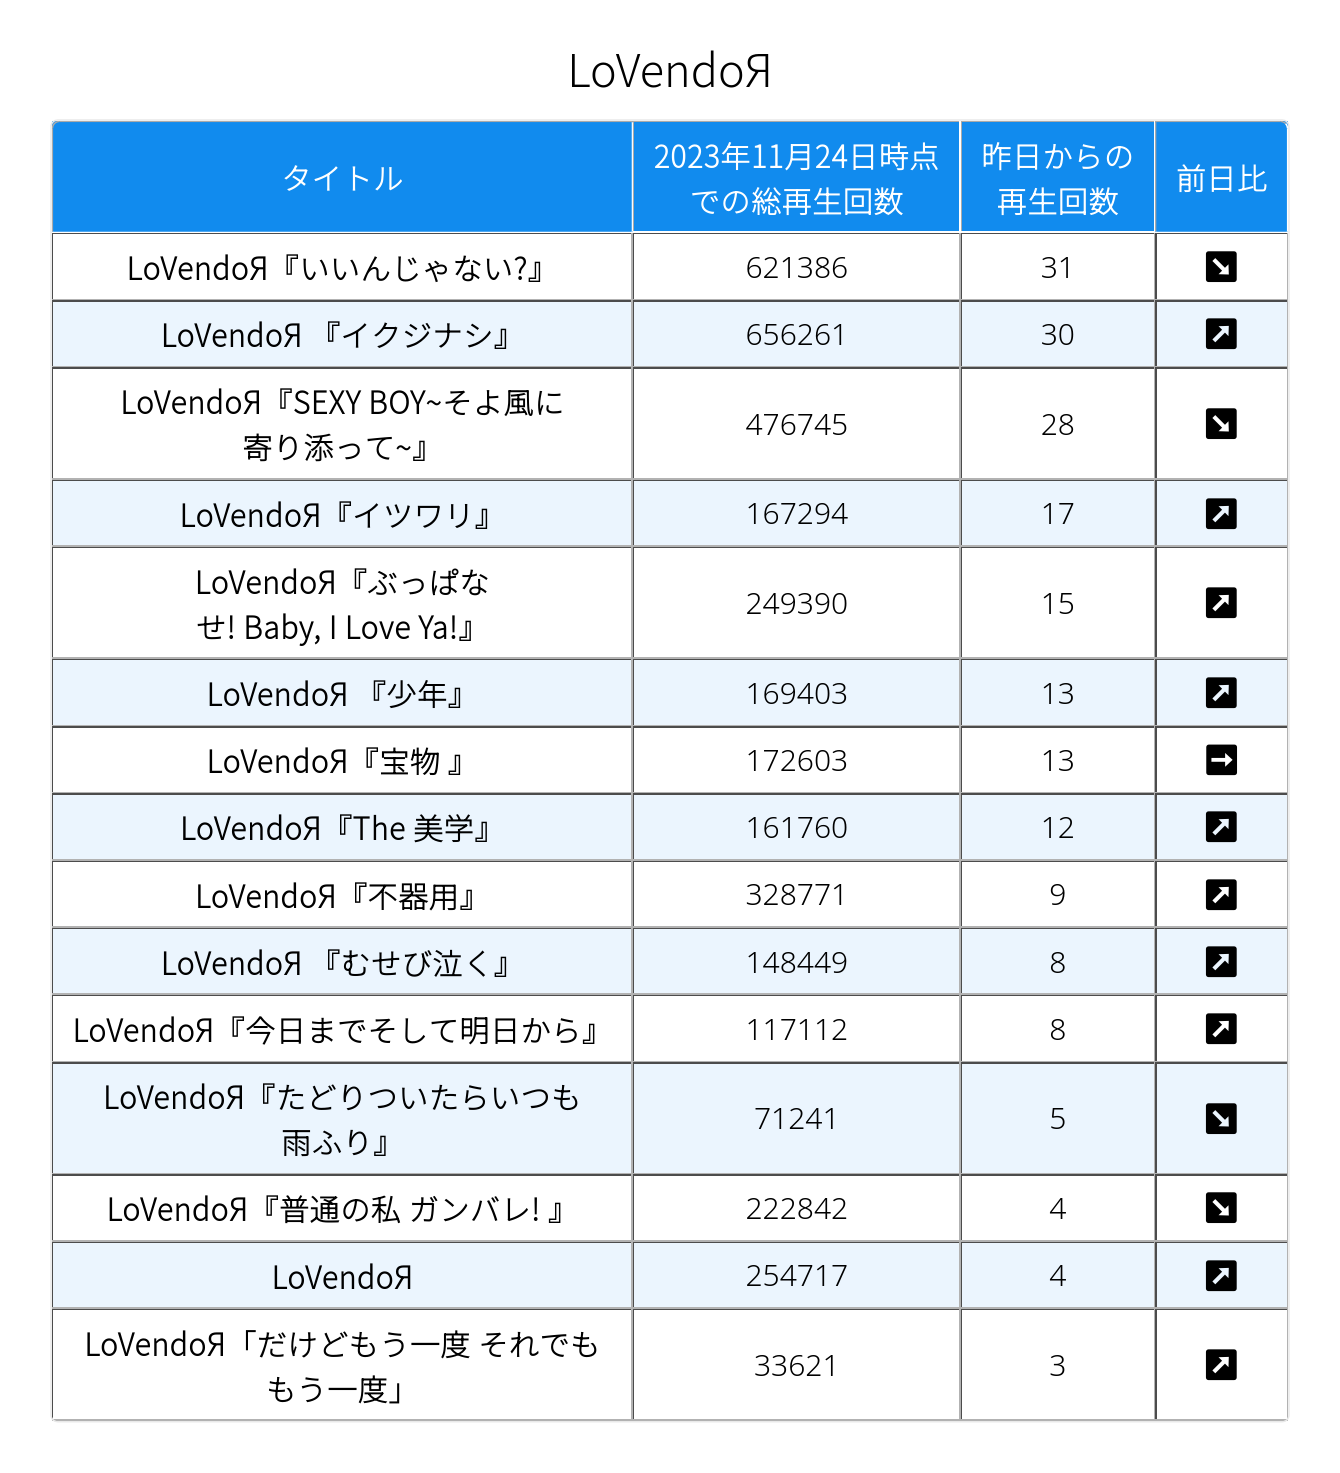 LoVendoЯ
タイトル
2023年11月24日時点
での総再生回数
昨日からの
再生回数
前日比
LoVendoЯ『いいんじゃない?』
621386
31
LoVendoЯ 『イクジナシ』
656261
30
LoVendoЯ『SEXY BOY~そよ風に
寄り添って~』
476745
28
LoVendoЯ『イツワリ』
167294
17
LoVendoЯ『ぶっぱな
せ! Baby, I Love Ya!』
249390
15
LoVendoЯ 『少年』
169403
13
LoVendoЯ『宝物 』
172603
13
LoVendoЯ『The 美学』
161760
12
LoVendoЯ『不器用』
328771
9
LoVendoЯ 『むせび泣く』
148449
8
LoVendoЯ『今日までそして明日から』
117112
8
LoVendoЯ『たどりついたらいつも
雨ふり』
71241
5
LoVendoЯ『普通の私 ガンバレ! 』
222842
4
LoVendoЯ
254717
4
LoVendoЯ「だけどもう一度 それでも
もう一度」
33621
3